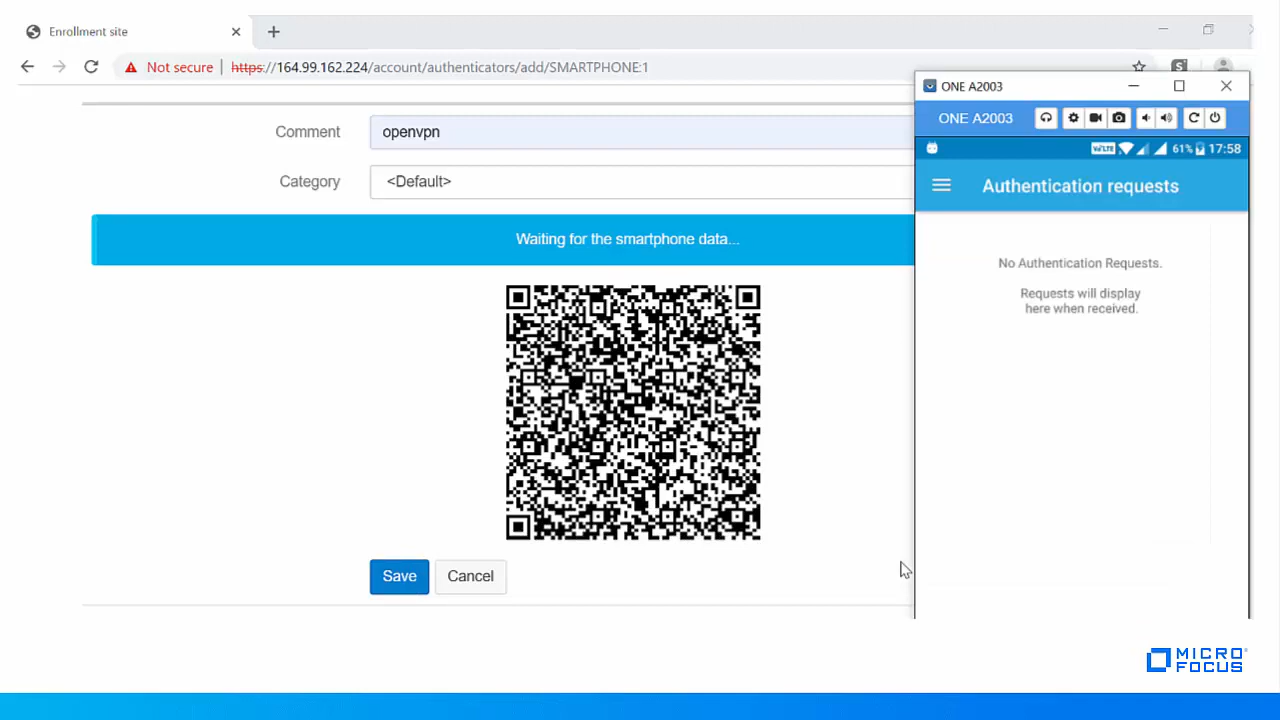 Enrollment site
Not secure | https://164.99.162.224/account/authenticators/add/SMARTPHONE:1
Comment
openvpn
Category
<Default>
Waiting for the smartphone data...
Save
Cancel
ONE A2003
ONE A2003
VoLTE 61% 17:58
Authentication requests
No Authentication Requests.
Requests will display
here when received.
MICRO
FOCUS